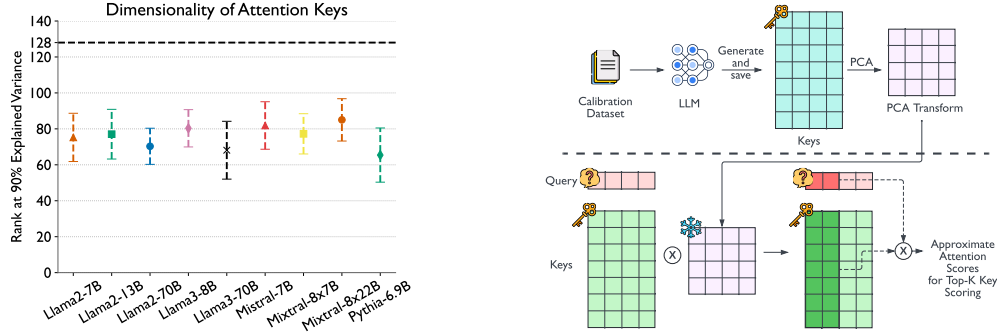 Dimensionality of Attention Keys
Rank at 90% Explained Variance
140
128
120
100
80
60
40
20
0
Llama2-7B
Llama2-13B
Llama2-70B
Llama3-8B
Llama3-70B
Mistral-7B
Mixtral-8x7B
Mixtral-8x22B
Pythia-6.9B
Calibration
Dataset
LLM
Generate
and
save
Keys
PCA
PCA Transform
Query
?
Keys
X
?
X
Approximate
Attention
Scores
for Top-K Key
Scoring